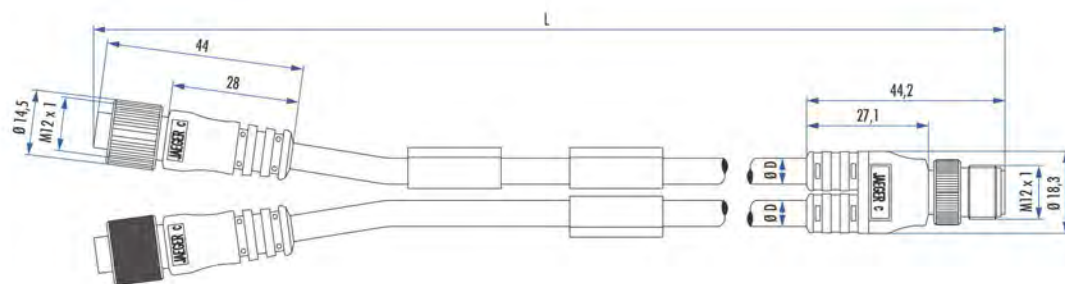 L
44
28
Ø 14,5
M12 x 1
JAEGER C
JAEGER C
44,2
27,1
Ø D
Ø D
JAEGER C
M12 x 1
Ø 18,3